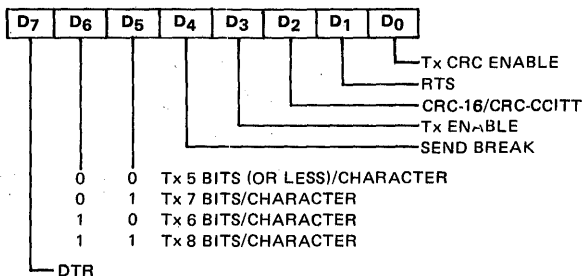 D7 D6 D5 D4 D3 D2 D1 D0
Tx CRC ENABLE
RTS
CRC-16/CRC-CCITT
Tx ENABLE
SEND BREAK
0 0 Tx 5 BITS (OR LESS)/CHARACTER
0 1 Tx 7 BITS/CHARACTER
1 0 Tx 6 BITS/CHARACTER
1 1 Tx 8 BITS/CHARACTER
DTR